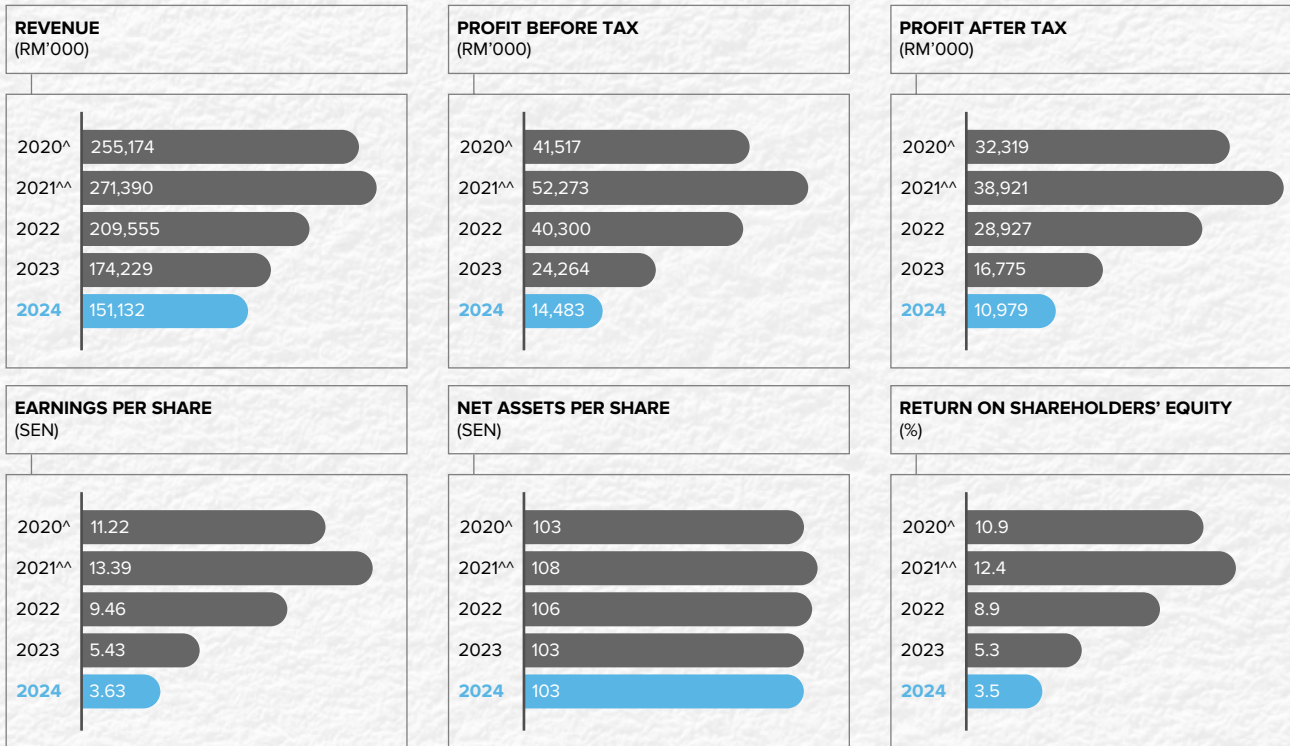 REVENUE
(RM'000)
2020^ 255,174
2021^^ 271,390
2022 209,555
2023 174,229
2024 151,132
PROFIT BEFORE TAX
(RM'000)
2020^ 41,517
2021^^ 52,273
2022 40,300
2023 24,264
2024 14,483
PROFIT AFTER TAX
(RM'000)
2020^ 32,319
2021^^ 38,921
2022 28,927
2023 16,775
2024 10,979
EARNINGS PER SHARE
(SEN)
2020^ 11.22
2021^^ 13.39
2022 9.46
2023 5.43
2024 3.63
NET ASSETS PER SHARE
(SEN)
2020^ 103
2021^^ 108
2022 106
2023 103
2024 103
RETURN ON SHAREHOLDERS' EQUITY
(%)
2020^ 10.9
2021^^ 12.4
2022 8.9
2023 5.3
2024 3.5